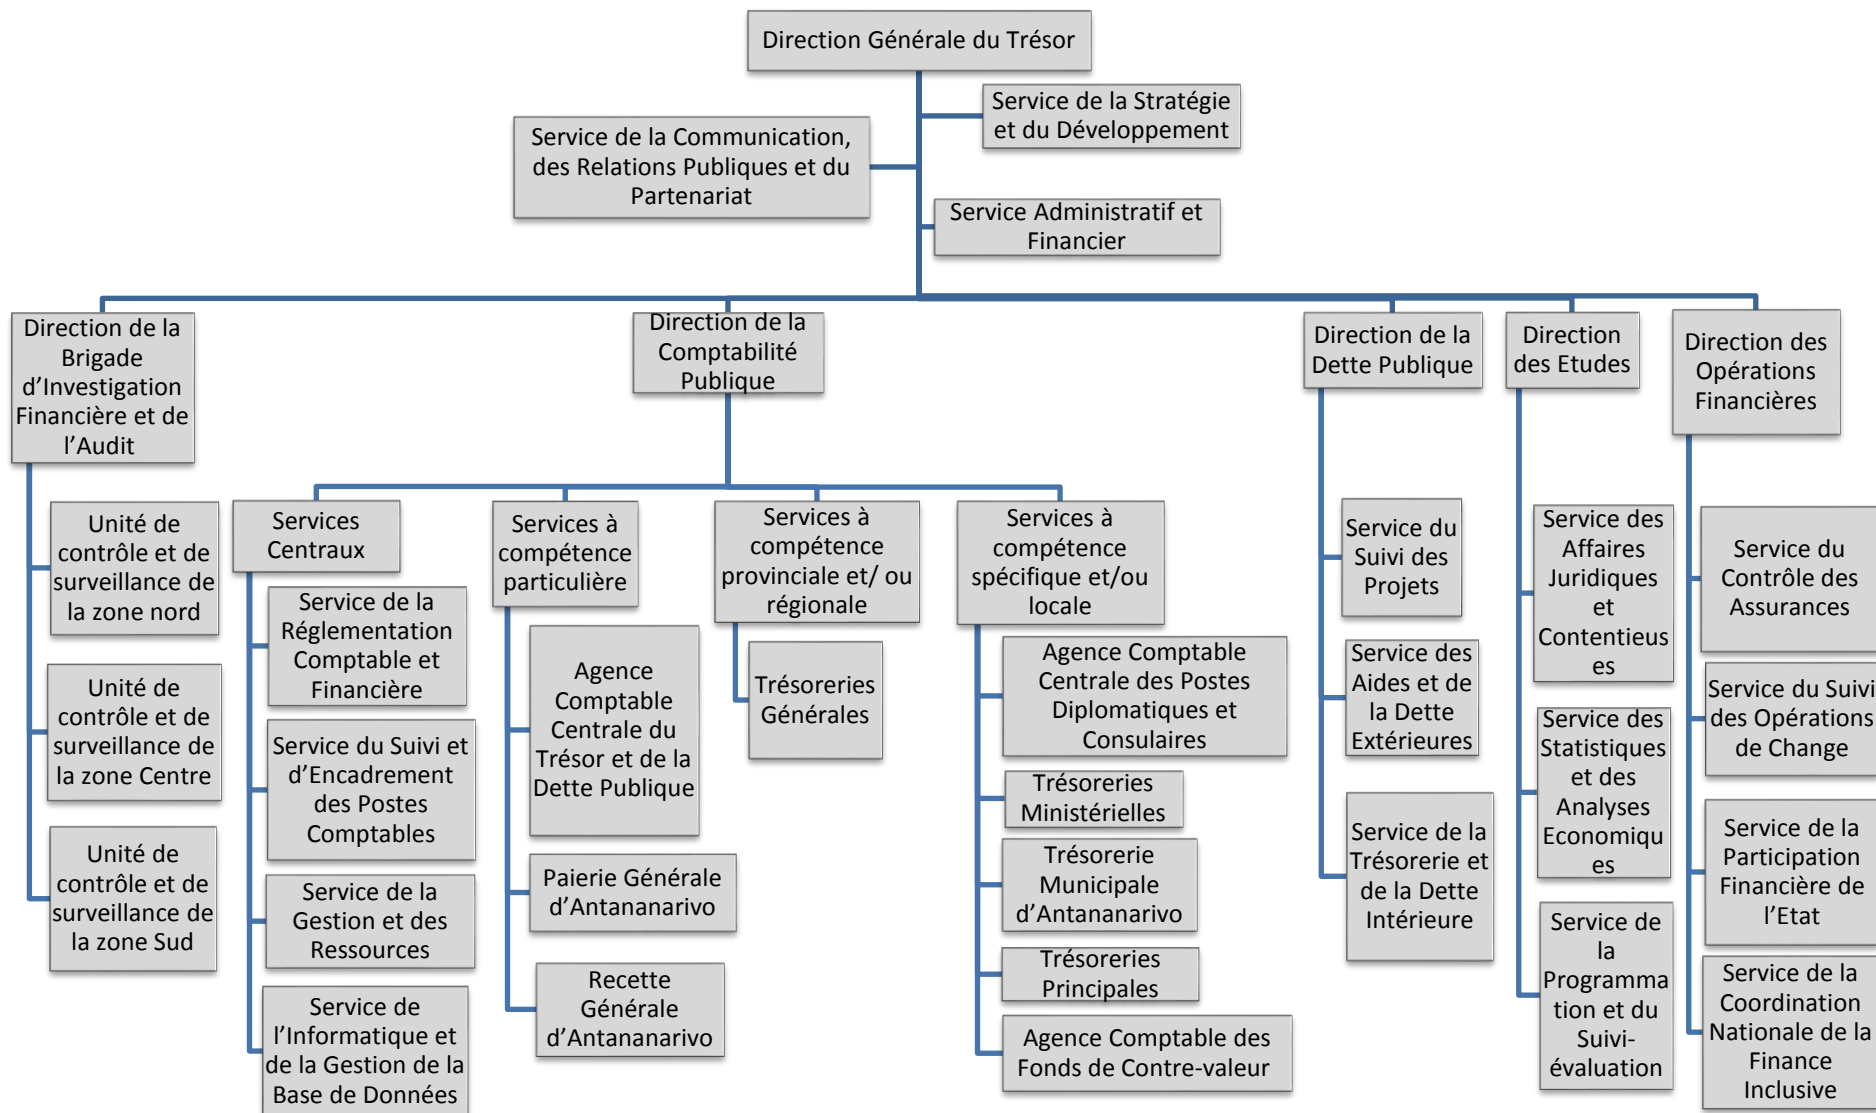 Direction Générale du Trésor
Service de la Stratégie
et du Développement
Service de la Communication,
des Relations Publiques et du
Partenariat
Service Administratif et
Financier
Direction de la
Brigade
d’Investigation
Financière et de
l’Audit
Direction de la
Comptabilité
Publique
Direction de la
Dette Publique
Direction
des Etudes
Direction des
Opérations
Financières
Unité de
contrôle et de
surveillance de
la zone nord
Unité de
contrôle et de
surveillance de
la zone Centre
Unité de
contrôle et de
surveillance de
la zone Sud
Services
Centraux
Service de la
Réglementation
Comptable et
Financière
Service du Suivi et
d’Encadrement
des Postes
Comptables
Service de la
Gestion et des
Ressources
Service de
l’Informatique et
de la Gestion de la
Base de Données
Services à
compétence
particulière
Agence
Comptable
Centrale du
Trésor et de la
Dette Publique
Paierie Générale
d’Antananarivo
Recette
Générale
d’Antananarivo
Services à
compétence
provinciale et/ ou
régionale
Trésoreries
Générales
Services à
compétence
spécifique et/ou
locale
Agence Comptable
Centrale des Postes
Diplomatiques et
Consulaires
Trésoreries
Ministérielles
Trésorerie
Municipale
d’Antananarivo
Trésoreries
Principales
Agence Comptable des
Fonds de Contre-valeur
Service du
Suivi des
Projets
Service des
Aides et de
la Dette
Extérieures
Service de la
Trésorerie et
de la Dette
Intérieure
Service des
Affaires
Juridiques
et
Contentieus
es
Service des
Statistiques
et des
Analyses
Economiqu
es
Service de
la
Programma
tion et du
Suivi-
évaluation
Service du
Contrôle des
Assurances
Service du Suivi
des Opérations
de Change
Service de la
Participation
Financière de
l’Etat
Service de la
Coordination
Nationale de la
Finance
Inclusive